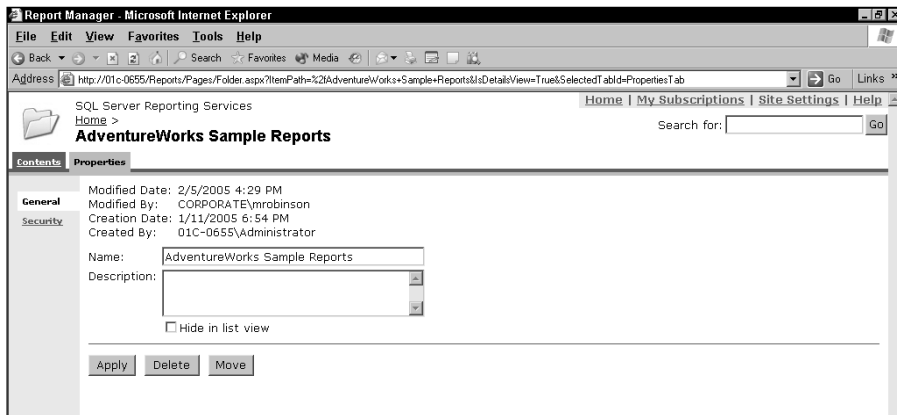 Report Manager - Microsoft Internet Explorer
File Edit View Favorites Tools Help
Back Search Favorites Media
Address http://01c-0655/Reports/Pages/Folder.aspx?ItemPath=%2fAdventureWorks+Sample+Reports&IsDetailsView=True&SelectedTabId=PropertiesTab Go Links »
SQL Server Reporting Services
Home | My Subscriptions | Site Settings | Help
Home >
AdventureWorks Sample Reports
Search for: Go
Contents Properties
General
Security
Modified Date: 2/5/2005 4:29 PM
Modified By: CORPORATE\mrobinson
Creation Date: 1/11/2005 6:54 PM
Created By: 01C-0655\Administrator
Name: AdventureWorks Sample Reports
Description:
Hide in list view
Apply Delete Move